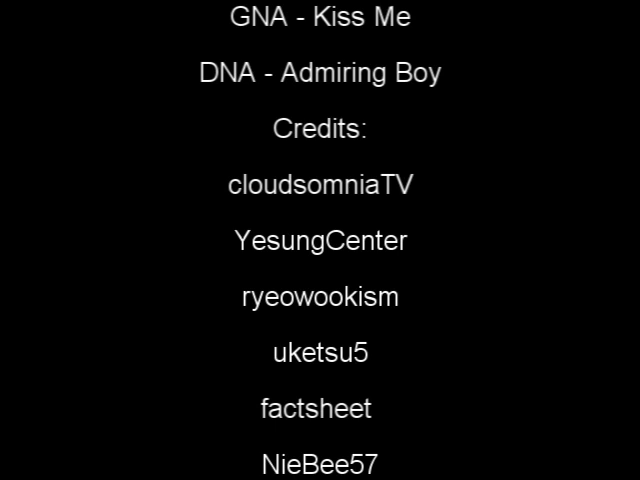 GNA - Kiss Me
DNA - Admiring Boy
Credits:
cloudsomniaTV
YesungCenter
ryeowookism
uketsu5
factsheet
NieBee57